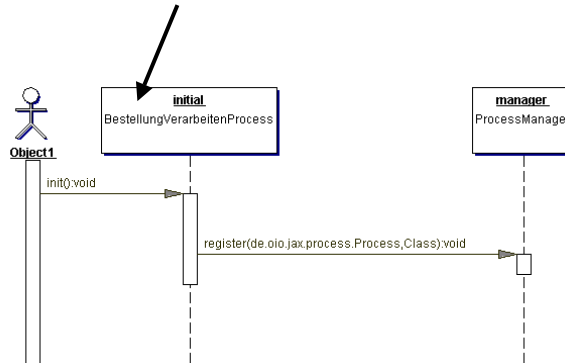 initial
BestellungVerarbeitenProcess
manager
ProcessManage
Object1
init():void
register(de.oio.jax.process.Process,Class):void